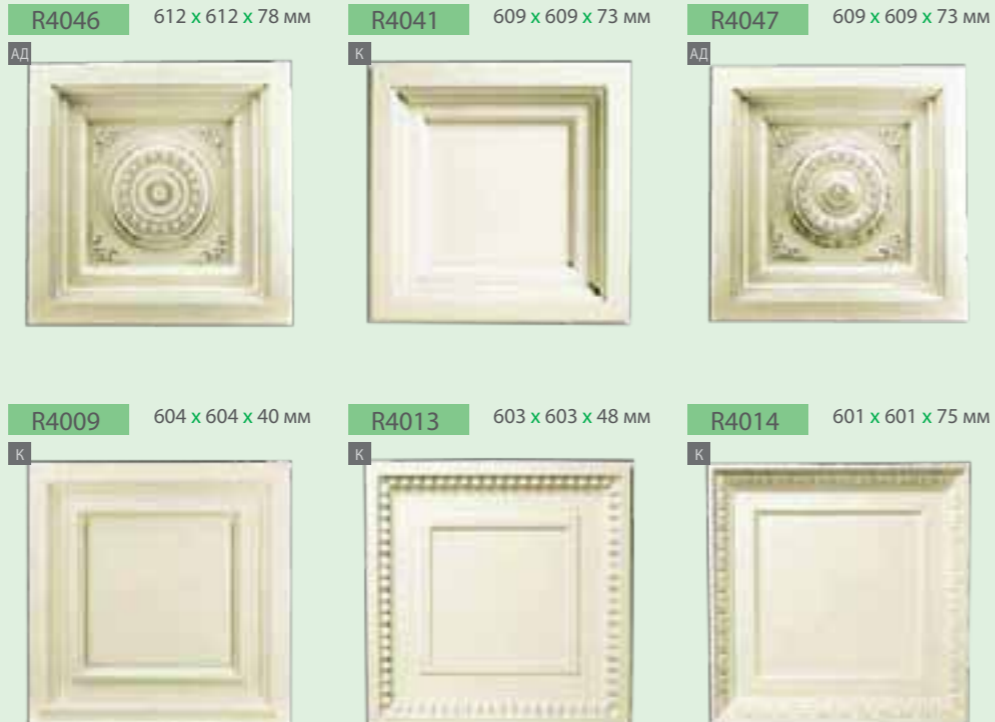 R4046 612 x 612 x 78 мм R4041 609 x 609 x 73 мм R4047 609 x 609 x 73 мм
АД К АД
R4009 604 x 604 x 40 мм R4013 603 x 603 x 48 мм R4014 601 x 601 x 75 мм
К К К